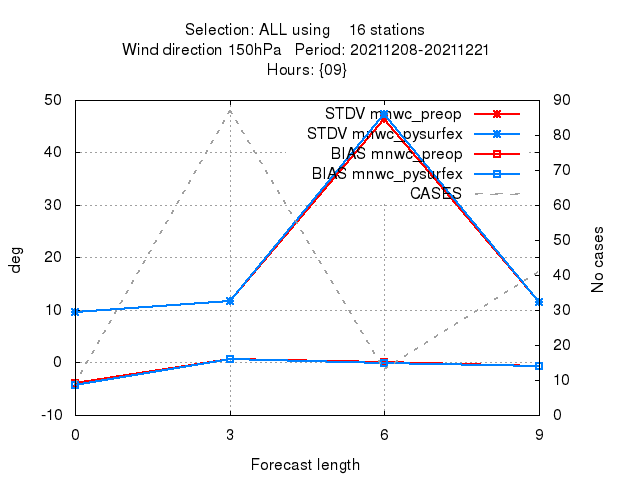 Selection: ALL using 16 stations
Wind direction 150hPa Period: 20211208-20211221
Hours: {09}
STDV mnwc_preop
STDV mnwc_pysurfex
BIAS mnwc_preop
BIAS mnwc_pysurfex
CASES
50
40
30
20
10
0
-10
deg
90
80
70
60
50
40
30
20
10
0
No cases
0 3 6 9
Forecast length